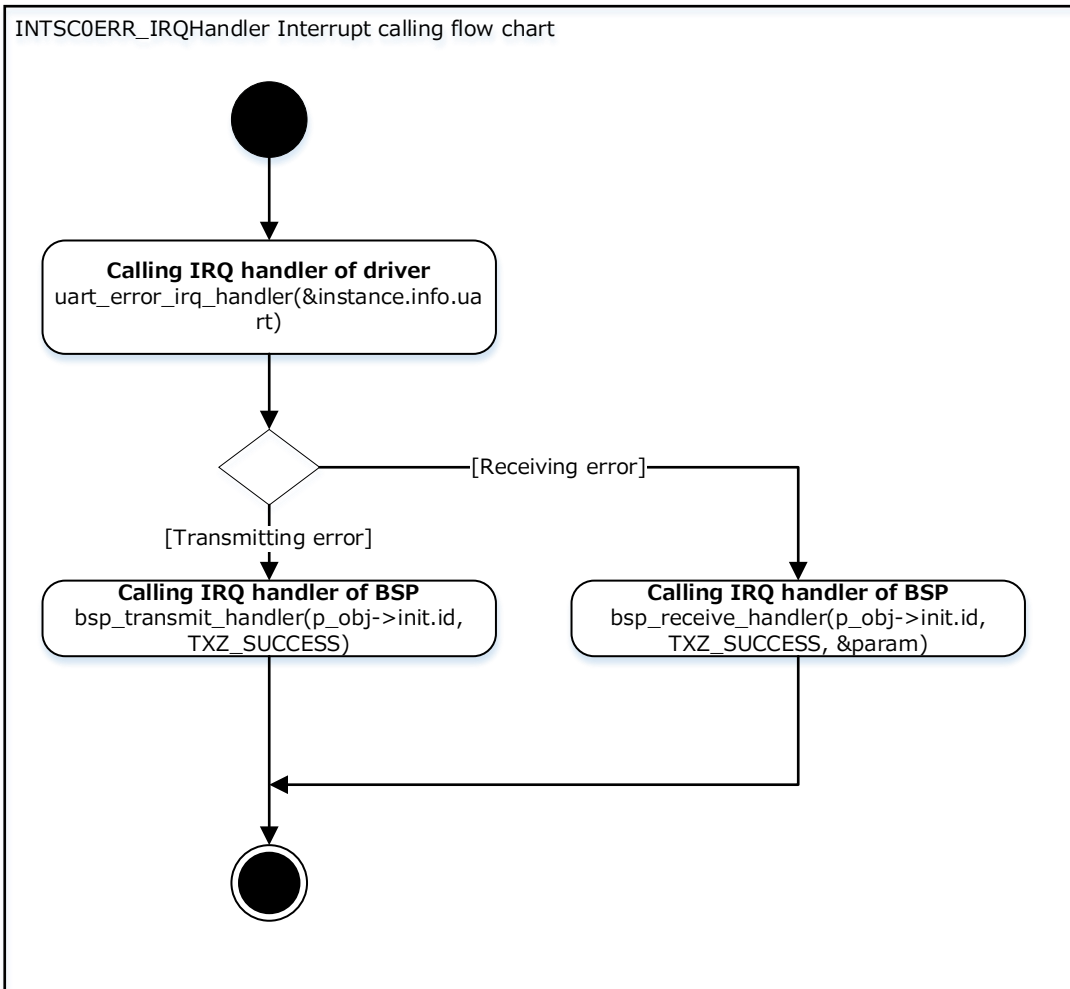 INTSC0ERR_IRQHandler Interrupt calling flow chart
Calling IRQ handler of driver
uart_error_irq_handler(&instance.info.ua
rt)
[Receiving error]
[Transmitting error]
Calling IRQ handler of BSP
bsp_transmit_handler(p_obj->init.id,
TXZ_SUCCESS)
Calling IRQ handler of BSP
bsp_receive_handler(p_obj->init.id,
TXZ_SUCCESS, &param)